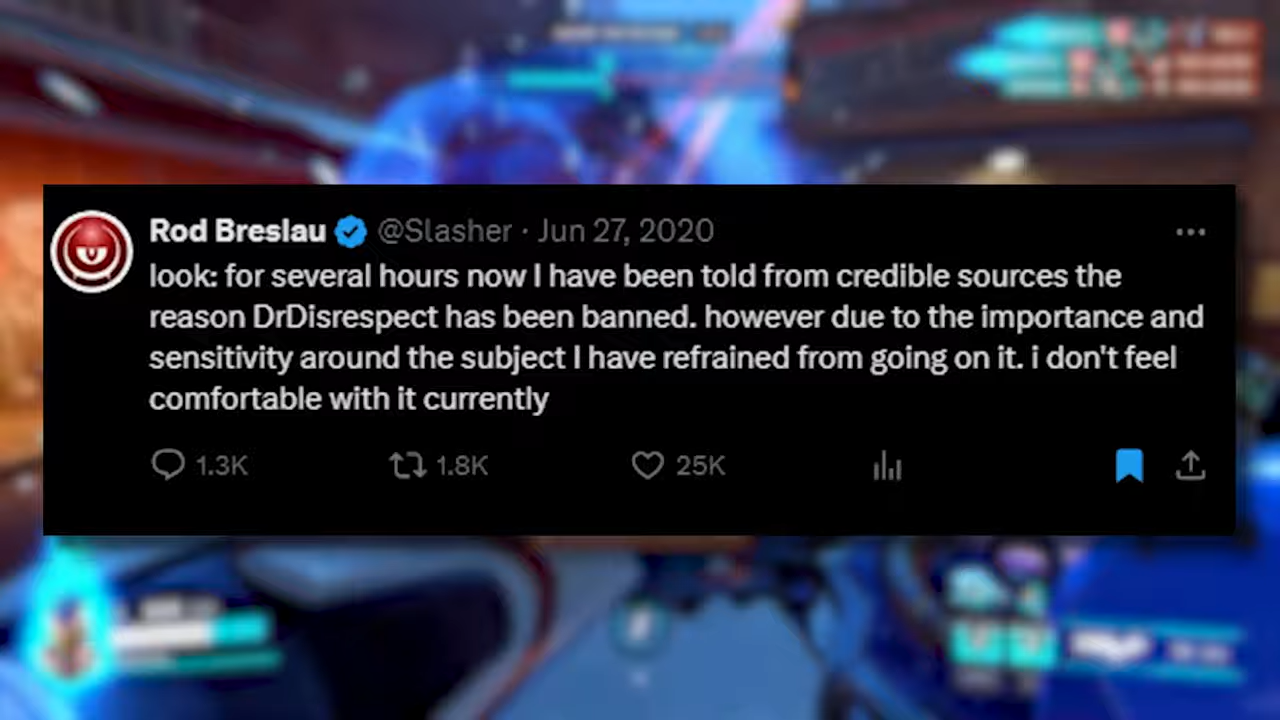 Rod Breslau @Slasher · Jun 27, 2020
look: for several hours now I have been told from credible sources the
reason DrDisrespect has been banned. however due to the importance and
sensitivity around the subject I have refrained from going on it. i don't feel
comfortable with it currently
1.3K 1.8K 25K